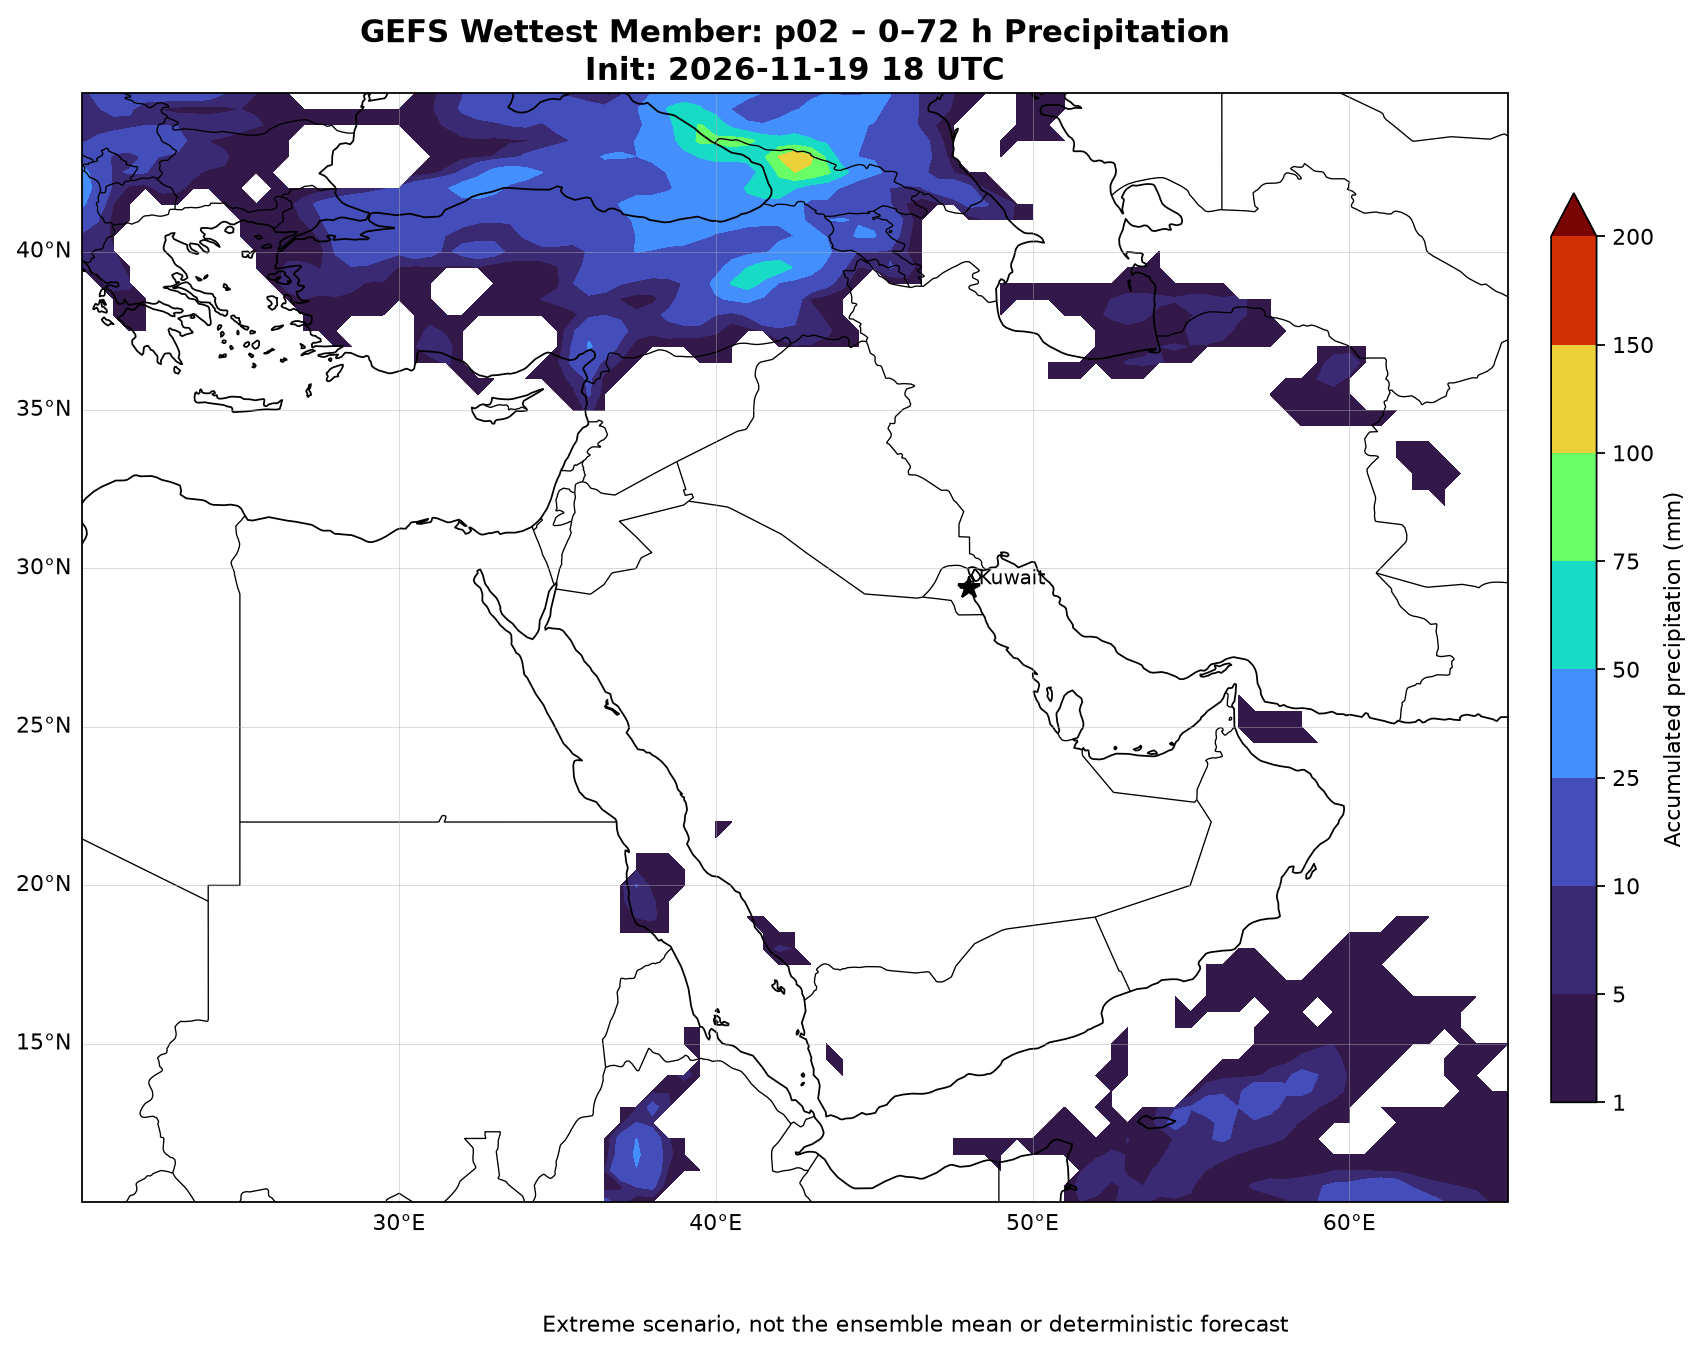 GEFS Wettest Member: p02 – 0–72 h Precipitation
Init: 2026-11-19 18 UTC
40°N
35°N
30°N
25°N
20°N
15°N
30°E
40°E
50°E
60°E
Kuwait
200
150
100
75
50
25
10
5
1
Accumulated precipitation (mm)
Extreme scenario, not the ensemble mean or deterministic forecast